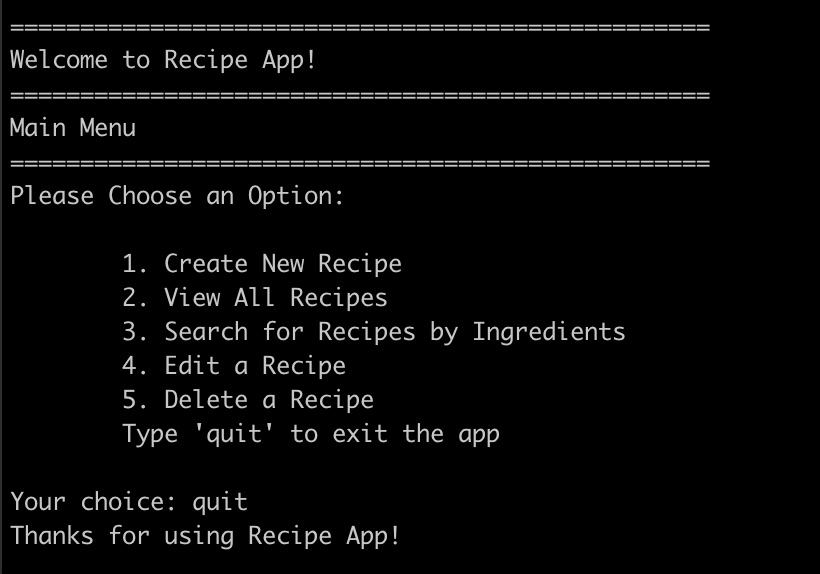 ==================================================
Welcome to Recipe App!
==================================================
Main Menu
==================================================
Please Choose an Option:
1. Create New Recipe
2. View All Recipes
3. Search for Recipes by Ingredients
4. Edit a Recipe
5. Delete a Recipe
Type 'quit' to exit the app
Your choice: quit
Thanks for using Recipe App!